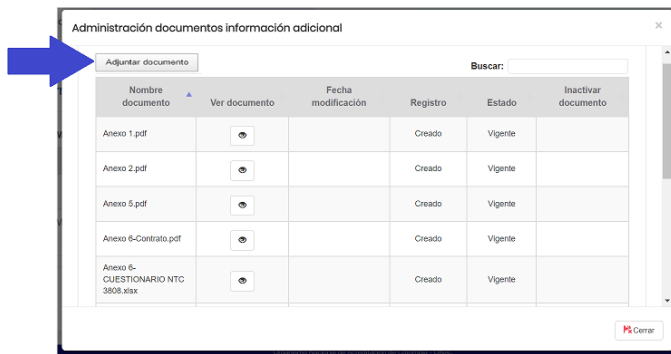 Administración documentos información adicional
×
Adjuntar documento
Buscar:
Nombre documento Ver documento Fecha modificación Registro Estado Inactivar documento
Anexo 1.pdf Creado Vigente
Anexo 2.pdf Creado Vigente
Anexo 5.pdf Creado Vigente
Anexo 6-Contrato.pdf Creado Vigente
Anexo 6-
CUESTIONARIO NTC Creado Vigente
3808.xlsx
Cerrar